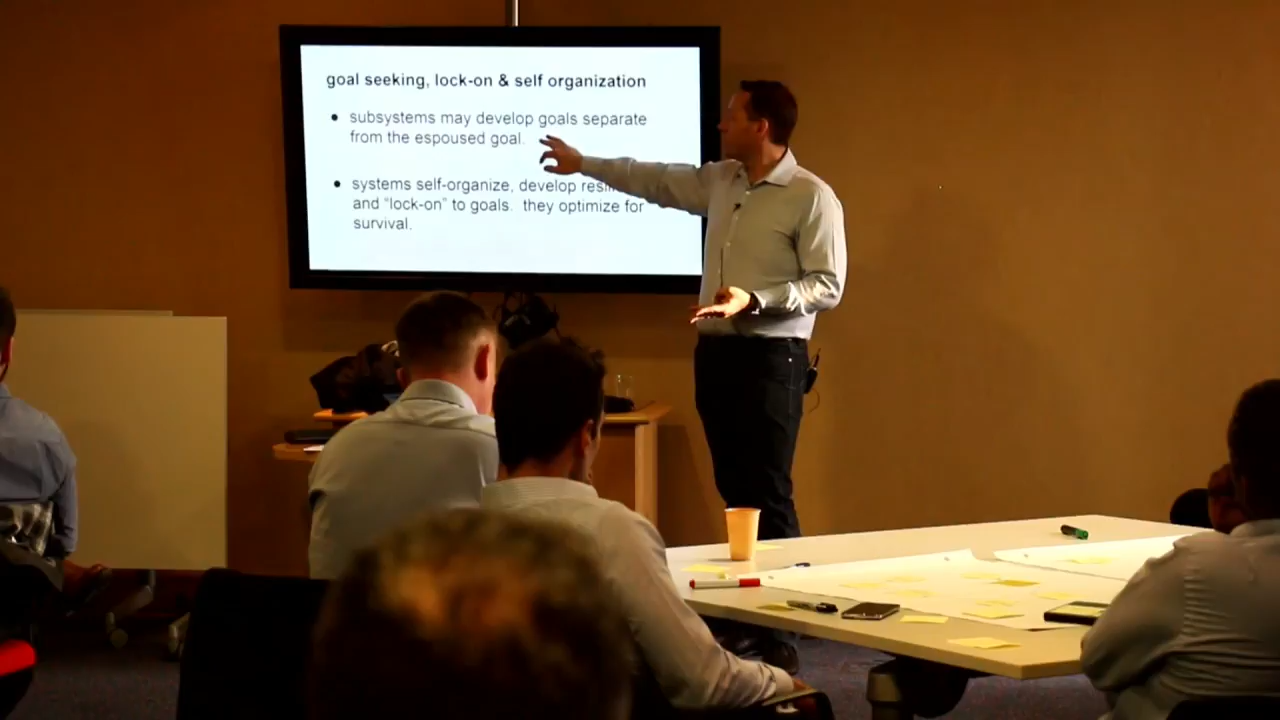 goal seeking, lock-on & self organization
• subsystems may develop goals separate
from the espoused goal.
• systems self-organize, develop
and "lock-on" to goals. they optimize for
survival.